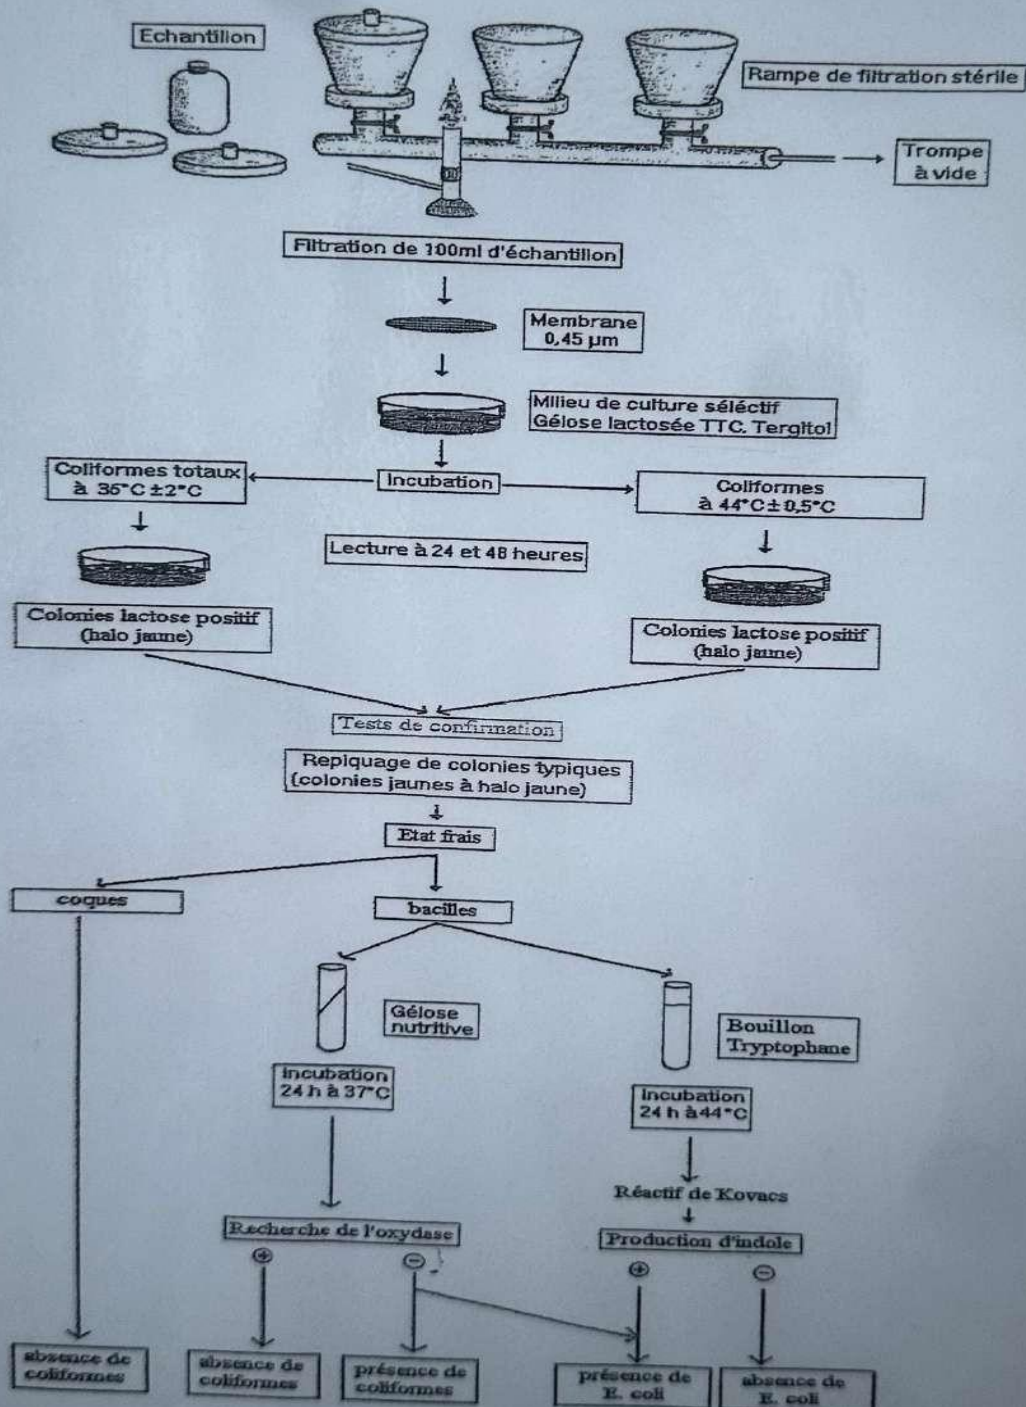 Echantillon
Rampe de filtration stérile
Trompe
à vide
Filtration de 100ml d'échantillon
Membrane
0,45 µm
Milieu de culture séléctif
Gélose lactosée TTC. Tergitol
Coliformes totaux
à 36°C ±2°C
Incubation
Coliformes
à 44°C ± 0,5°C
Lecture à 24 et 48 heures
Colonies lactose positif
(halo jaune)
Colonies lactose positif
(halo jaune)
Tests de confirmation
Repiquage de colonies typiques
(colonies jaunes à halo jaune)
Etat frais
coques
bacilles
Gélose
nutritive
Bouillon
Tryptophane
Incubation
24 h à 37°C
Incubation
24 h à 44°C
Réactif de Kovacs
Recherche de l'oxydase
Production d'indole
+
-
+
-
absence de
coliformes
absence de
coliformes
présence de
coliformes
présence de
E. coli
absence de
E. coli